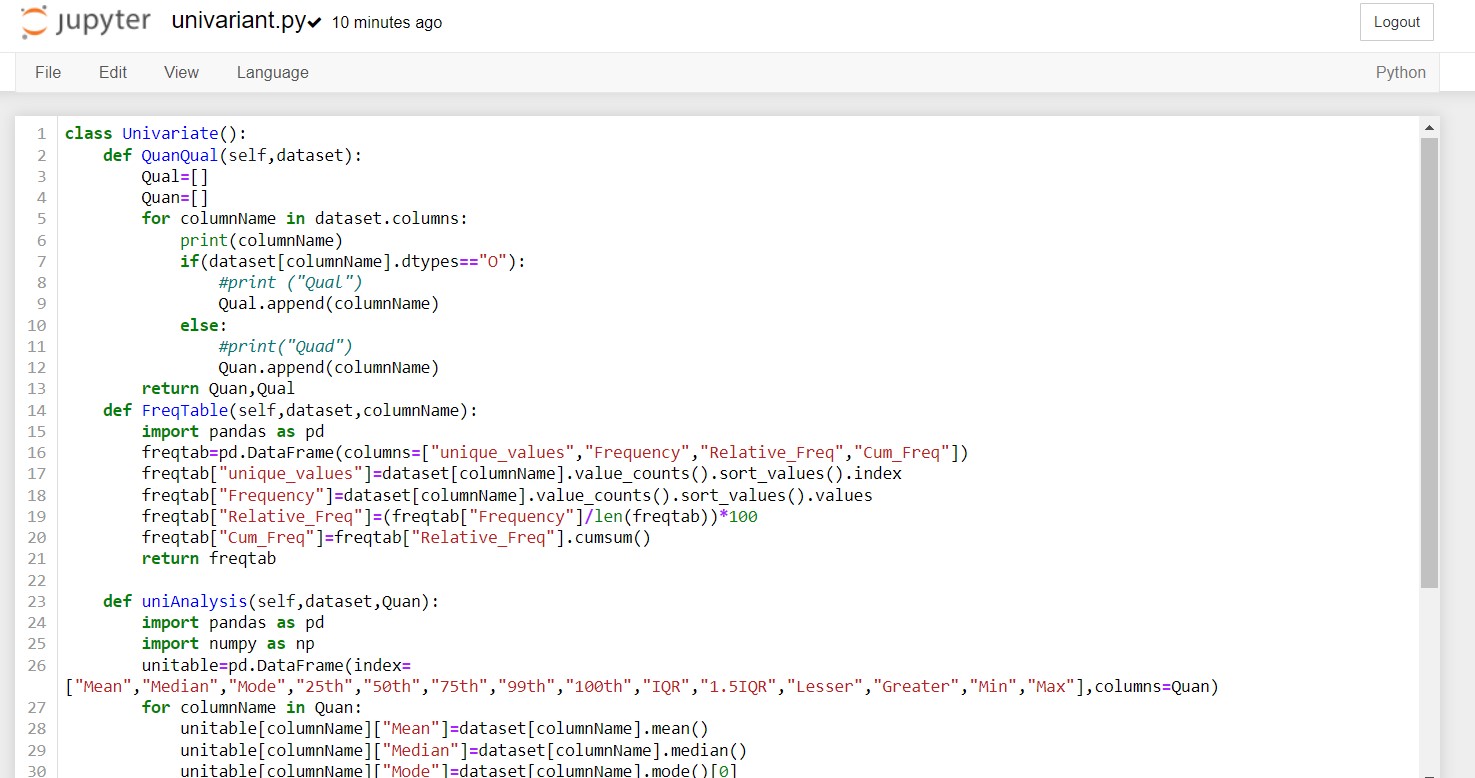 jupyter univariant.py✔ 10 minutes ago Logout
File Edit View Language Python
1 class Univariate():
2     def QuanQual(self,dataset):
3         Qual=[]
4         Quan=[]
5         for columnName in dataset.columns:
6             print(columnName)
7             if(dataset[columnName].dtypes=="O"):
8                 #print ("Qual")
9                 Qual.append(columnName)
10             else:
11                 #print("Quad")
12                 Quan.append(columnName)
13         return Quan,Qual
14     def FreqTable(self,dataset,columnName):
15         import pandas as pd
16         freqtab=pd.DataFrame(columns=["unique_values","Frequency","Relative_Freq","Cum_Freq"])
17         freqtab["unique_values"]=dataset[columnName].value_counts().sort_values().index
18         freqtab["Frequency"]=dataset[columnName].value_counts().sort_values().values
19         freqtab["Relative_Freq"]=(freqtab["Frequency"]/len(freqtab))*100
20         freqtab["Cum_Freq"]=freqtab["Relative_Freq"].cumsum()
21         return freqtab
22
23     def uniAnalysis(self,dataset,Quan):
24         import pandas as pd
25         import numpy as np
26         unitable=pd.DataFrame(index=
["Mean","Median","Mode","25th","50th","75th","99th","100th","IQR","1.5IQR","Lesser","Greater","Min","Max"],columns=Quan)
27         for columnName in Quan:
28             unitable[columnName]["Mean"]=dataset[columnName].mean()
29             unitable[columnName]["Median"]=dataset[columnName].median()
30             unitable[columnName]["Mode"]=dataset[columnName].mode()[0]